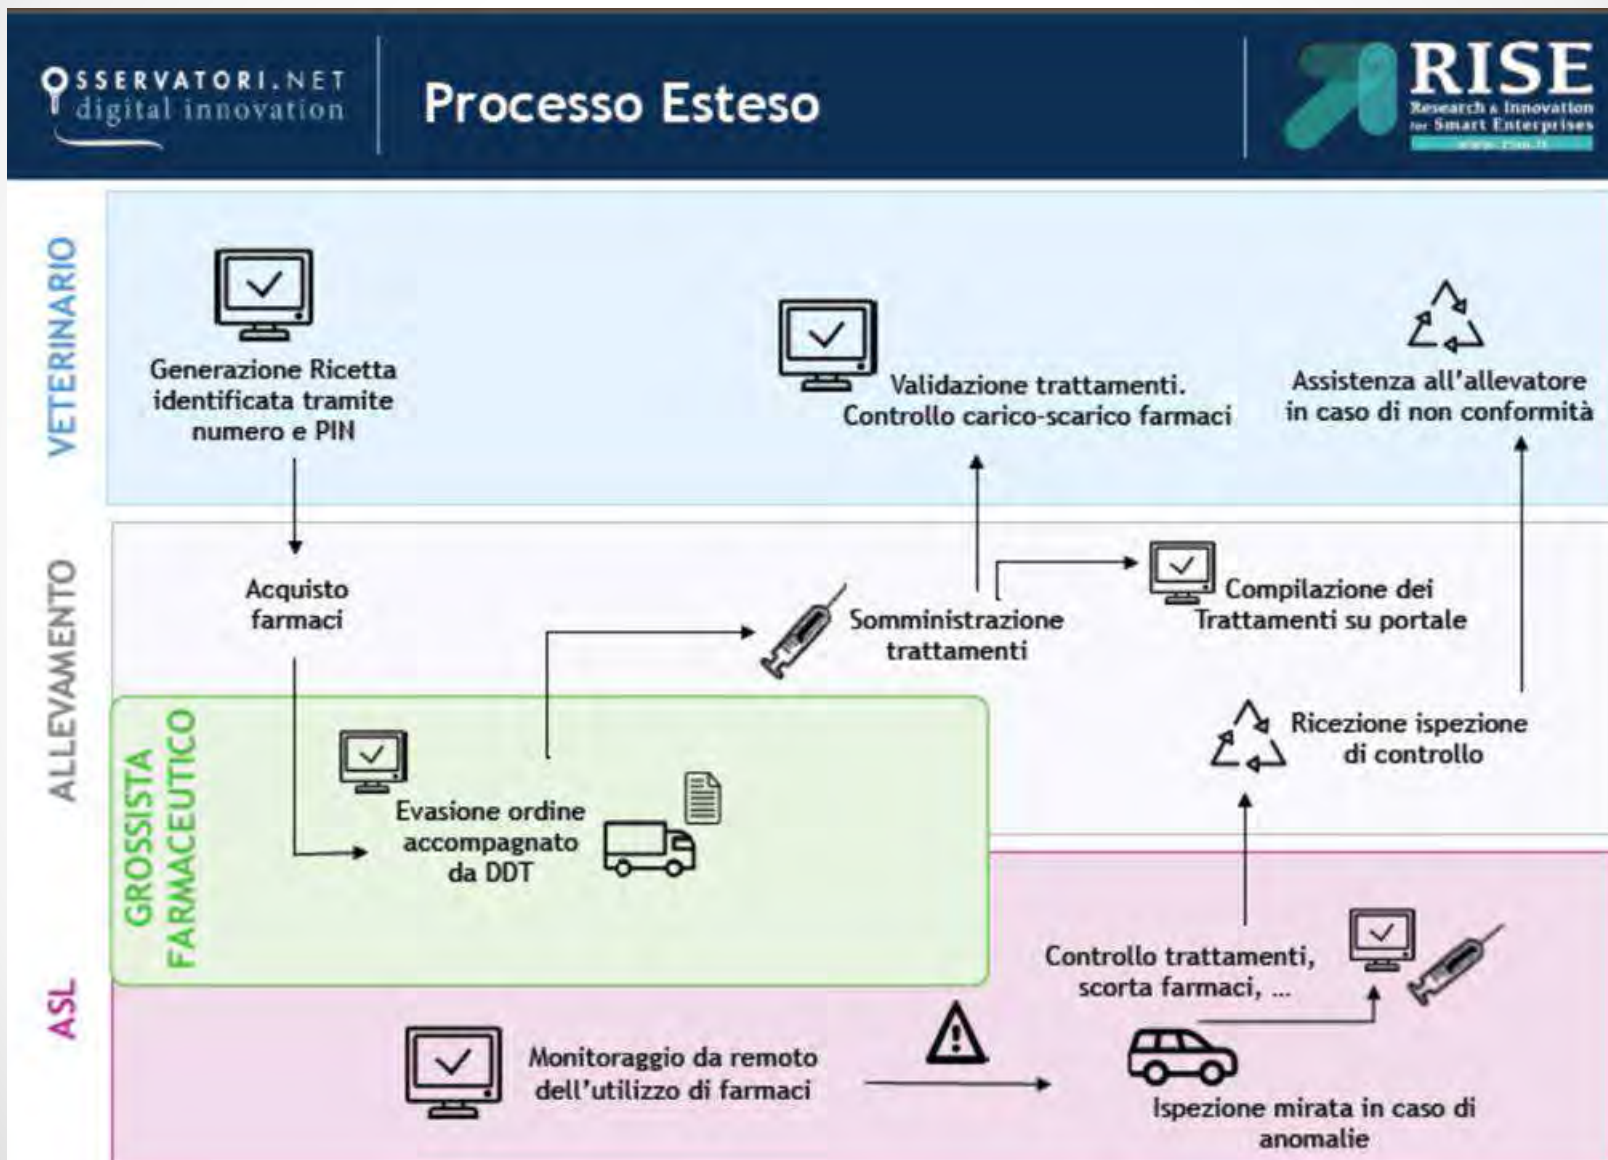 OSSERVATORI.NET
digital innovation
Processo Esteso
RISE
Research & Innovation
for Smart Enterprises
www.rise.it
VETERINARIO
Generazione Ricetta
identificata tramite
numero e PIN
Validazione trattamenti.
Controllo carico-scarico farmaci
Assistenza all'allevatore
in caso di non conformità
ALLEVAMENTO
Acquisto
farmaci
Somministrazione
trattamenti
Compilazione dei
Trattamenti su portale
Ricezione ispezione
di controllo
GROSSISTA
FARMACEUTICO
Evasione ordine
accompagnato
da DDT
ASL
Controllo trattamenti,
scorta farmaci, ...
Monitoraggio da remoto
dell'utilizzo di farmaci
Ispezione mirata in caso di
anomalie